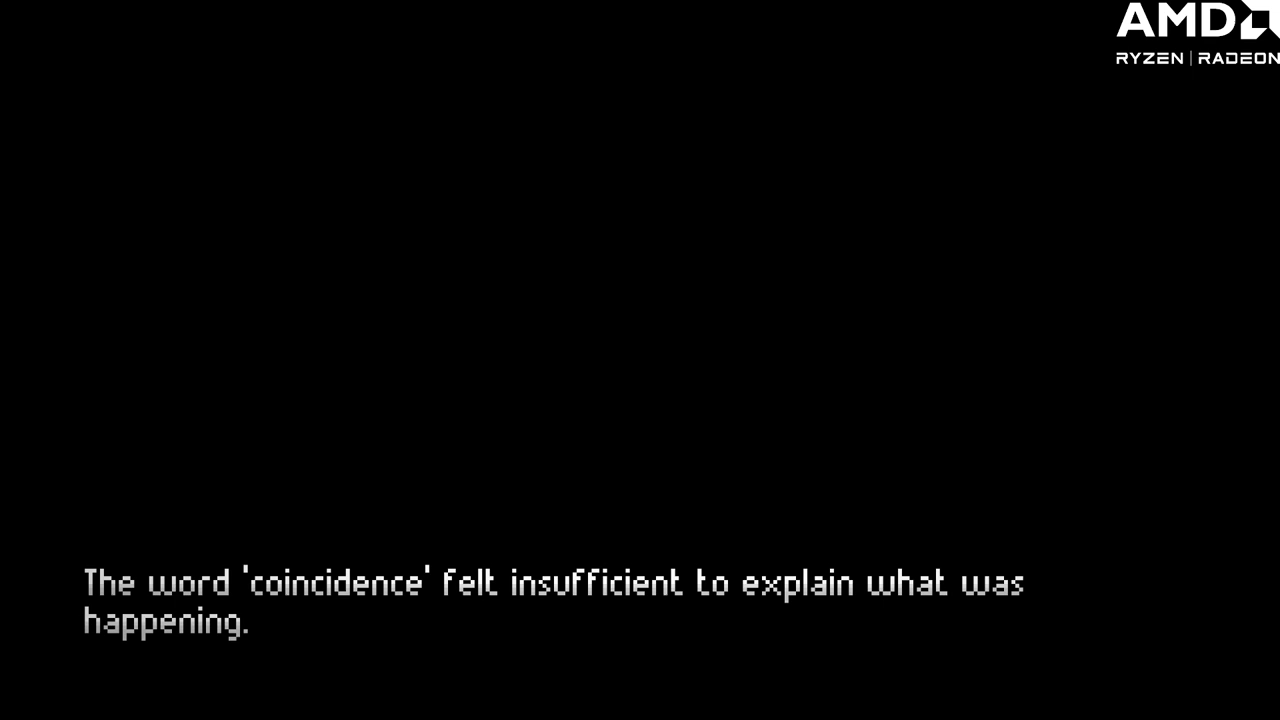 AMD
RYZEN | RADEON
The word 'coincidence' felt insufficient to explain what was
happening.